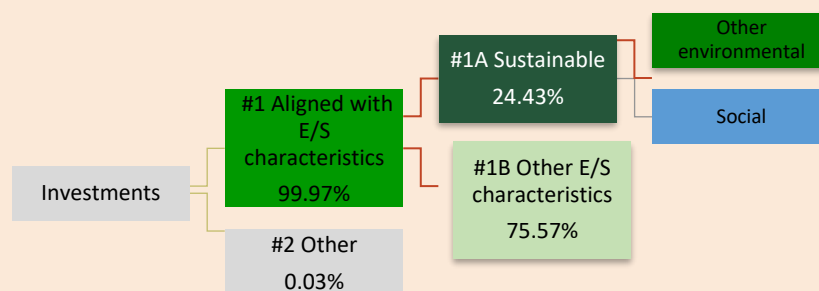 Investments
#1 Aligned with
E/S
characteristics
99.97%
#2 Other
0.03%
#1A Sustainable
24.43%
#1B Other E/S
characteristics
75.57%
Other
environmental
Social